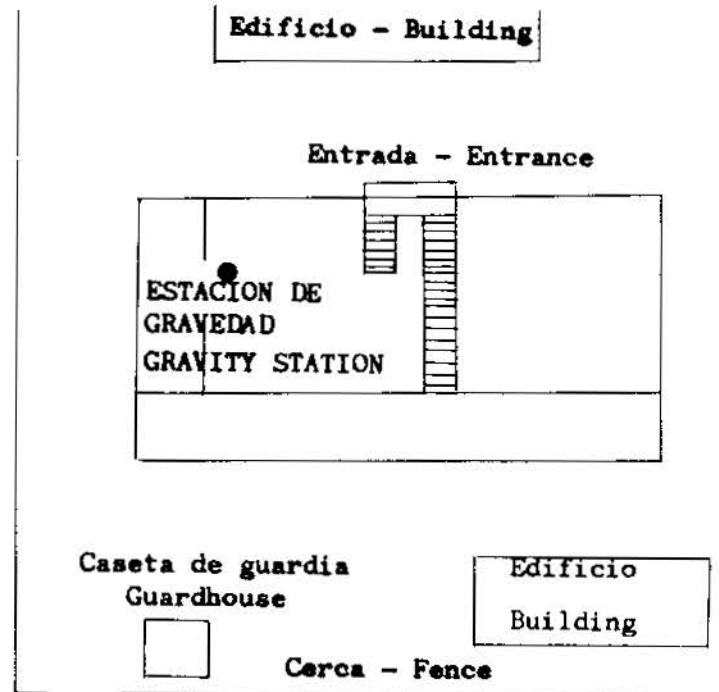 Edificio - Building
Entrada - Entrance
ESTACION DE
GRAVEDAD
GRAVITY STATION
Caseta de guardia
Guardhouse
Edificio
Building
Cerca - Fence